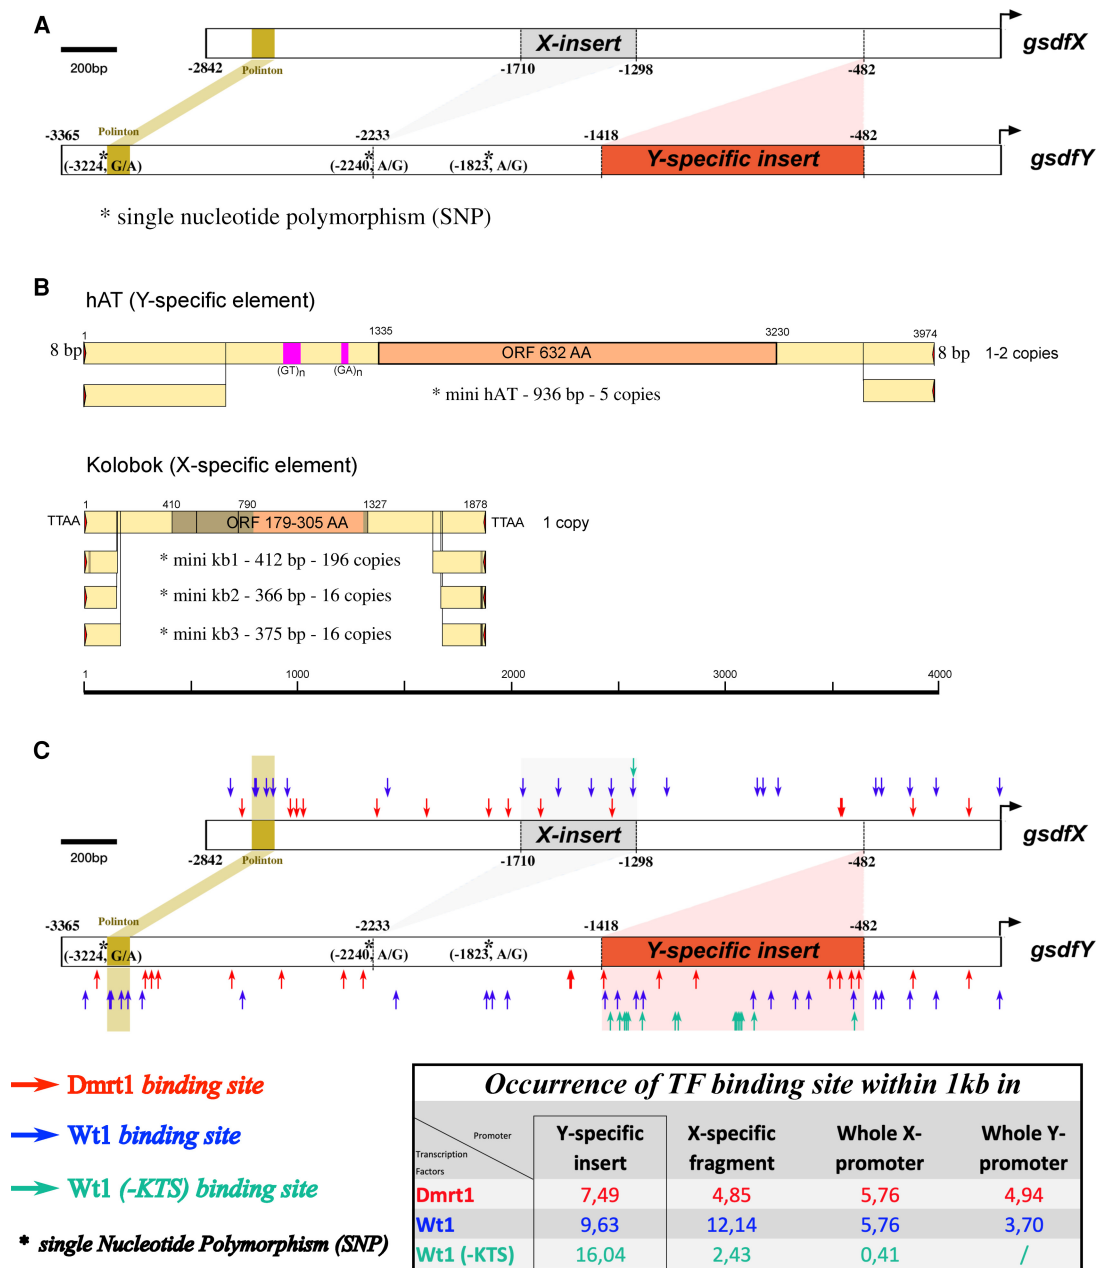 A
X-insert
gsdfX
200bp
-2842
Polinton
-1710
-1298
-482
-3365
Polinton
-2233
-1418
-482
* (-3224, G/A)
* (-2240, A/G)
* (-1823, A/G)
Y-specific insert
gsdfY
* single nucleotide polymorphism (SNP)
B
hAT (Y-specific element)
1
1335
3230
3974
8 bp
ORF 632 AA
8 bp
1-2 copies
(GT)n
(GA)n
* mini hAT - 936 bp - 5 copies
Kolobok (X-specific element)
1
410
790
1327
1878
TTAA
ORF 179-305 AA
TTAA
1 copy
* mini kb1 - 412 bp - 196 copies
* mini kb2 - 366 bp - 16 copies
* mini kb3 - 375 bp - 16 copies
1
1000
2000
3000
4000
C
X-insert
gsdfX
200bp
-2842
Polinton
-1710
-1298
-482
-3365
Polinton
-2233
-1418
-482
* (-3224, G/A)
* (-2240, A/G)
* (-1823, A/G)
Y-specific insert
gsdfY
Dmrt1 binding site
Wt1 binding site
Wt1 (-KTS) binding site
* single Nucleotide Polymorphism (SNP)
Occurrence of TF binding site within 1kb in
Promoter
Transcription
Factors
Y-specific insert
X-specific fragment
Whole X-promoter
Whole Y-promoter
Dmrt1 7,49 4,85 5,76 4,94
Wt1 9,63 12,14 5,76 3,70
Wt1 (-KTS) 16,04 2,43 0,41 /